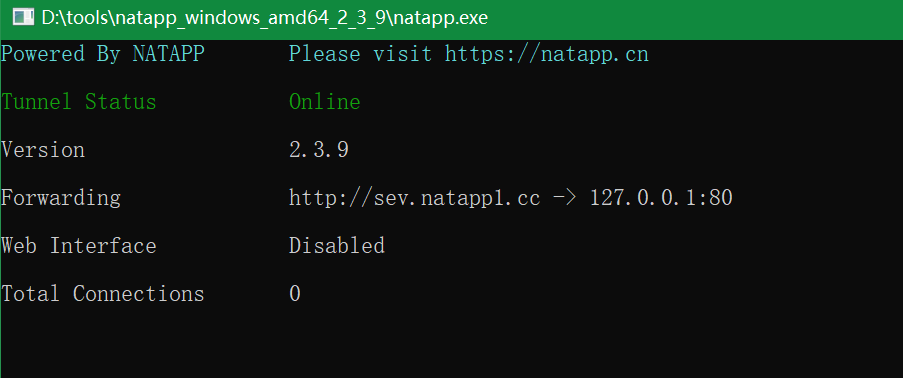 D:\tools\natapp_windows_amd64_2_3_9\natapp.exe
Powered By NATAPP Please visit https://natapp.cn
Tunnel Status Online
Version 2.3.9
Forwarding http://sev.natapp1.cc -> 127.0.0.1:80
Web Interface Disabled
Total Connections 0